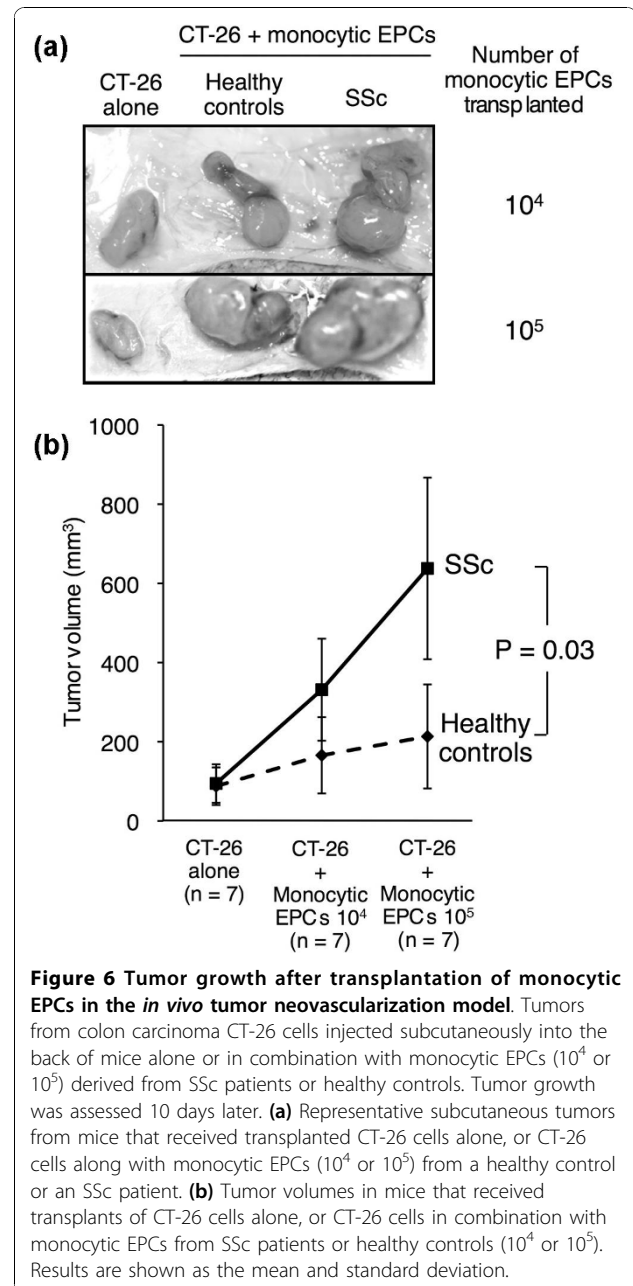 (a)
CT-26 + monocytic EPCs
CT-26 alone
Healthy controls
SSc
Number of
monocytic EPCs
transplanted
10⁴
10⁵
(b)
Tumor volume (mm³)
1000
800
600
400
200
0
SSc
Healthy
controls
P = 0.03
CT-26
alone
(n = 7)
CT-26
+
Monocytic
EPCs 10⁴
(n = 7)
CT-26
+
Monocytic
EPCs 10⁵
(n = 7)
Figure 6 Tumor growth after transplantation of monocytic
EPCs in the in vivo tumor neovascularization model. Tumors
from colon carcinoma CT-26 cells injected subcutaneously into the
back of mice alone or in combination with monocytic EPCs (10⁴ or
10⁵) derived from SSc patients or healthy controls. Tumor growth
was assessed 10 days later. (a) Representative subcutaneous tumors
from mice that received transplanted CT-26 cells alone, or CT-26
cells along with monocytic EPCs (10⁴ or 10⁵) from a healthy control
or an SSc patient. (b) Tumor volumes in mice that received
transplants of CT-26 cells alone, or CT-26 cells in combination with
monocytic EPCs from SSc patients or healthy controls (10⁴ or 10⁵).
Results are shown as the mean and standard deviation.